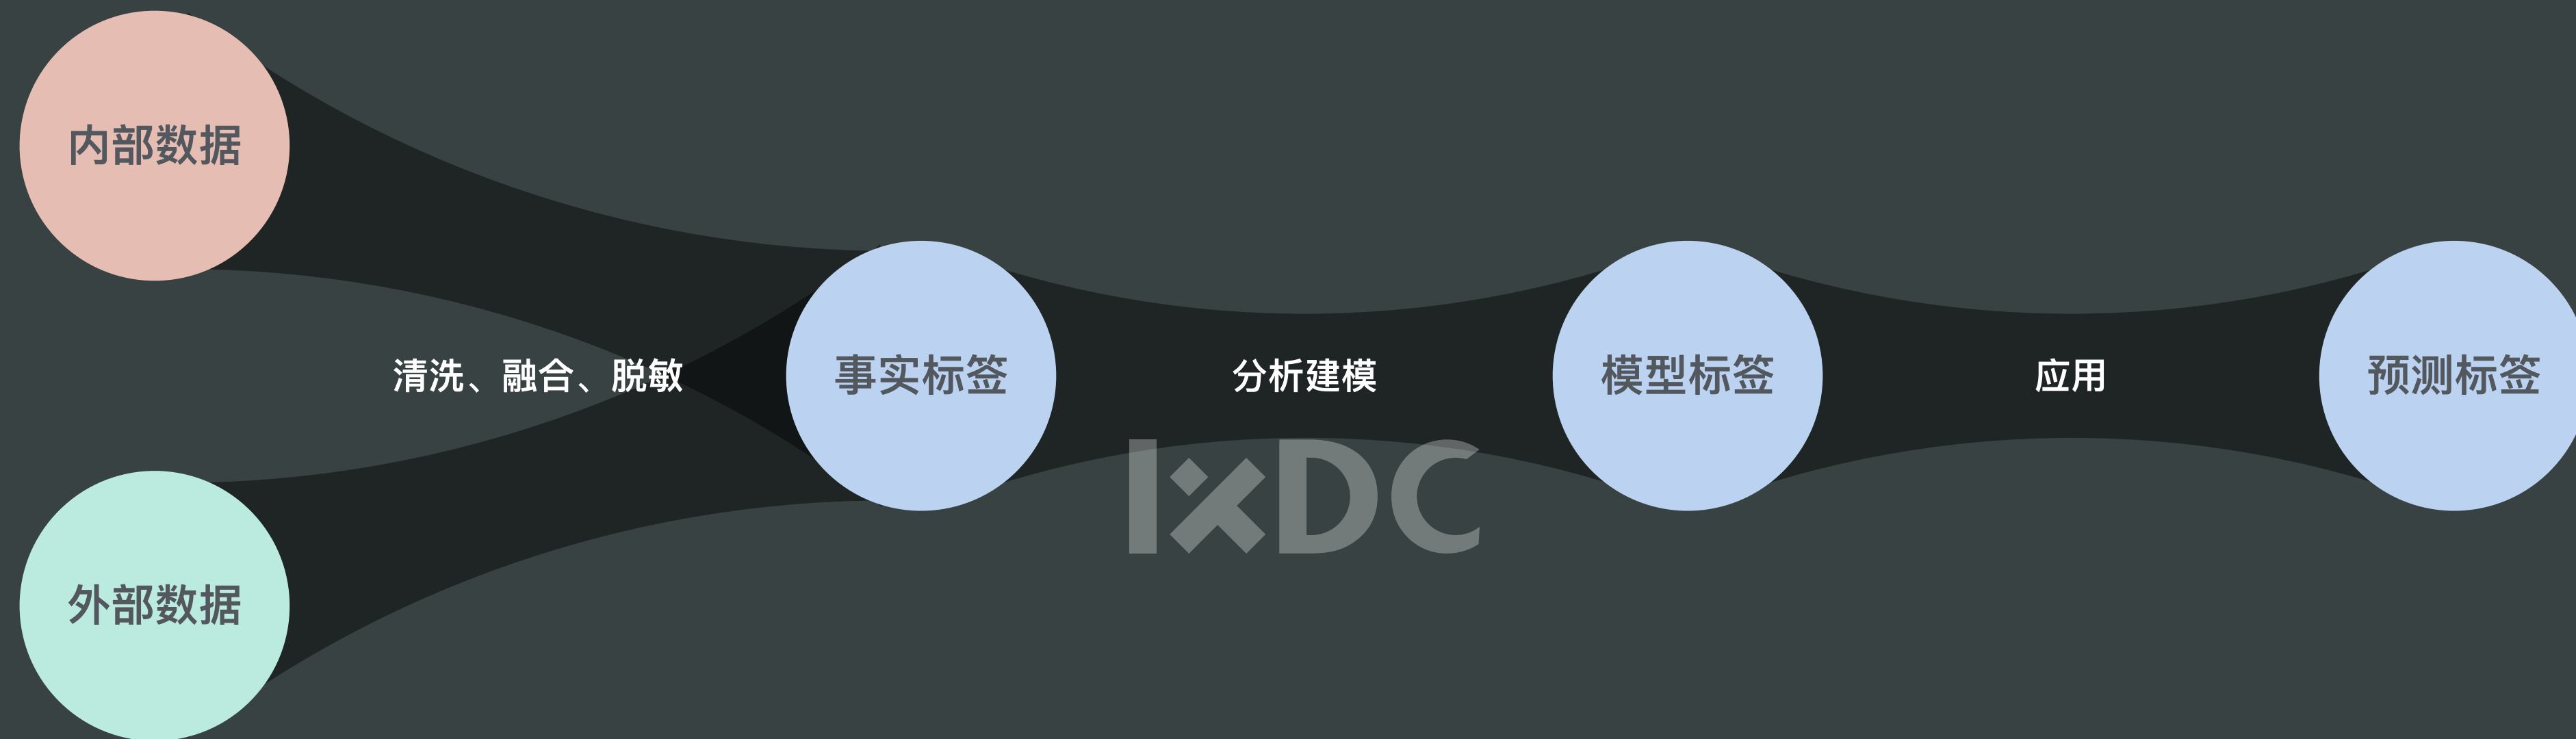 内部数据
外部数据
清洗、融合、脱敏
事实标签
分析建模
模型标签
应用
预测标签
IXDC